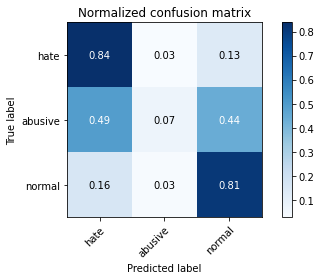 Normalized confusion matrix
hate 0.84 0.03 0.13
abusive 0.49 0.07 0.44
normal 0.16 0.03 0.81
hate abusive normal
True label
Predicted label
0.8
0.7
0.6
0.5
0.4
0.3
0.2
0.1